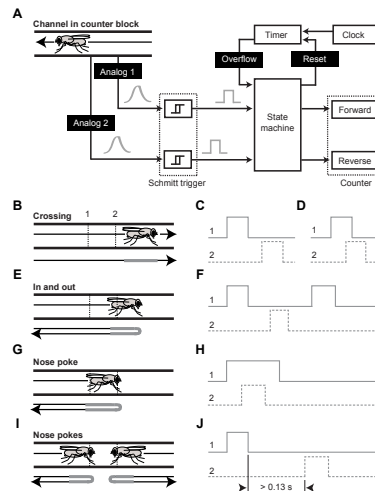 A
Channel in counter block
Timer
Clock
Analog 1
Overflow
Reset
Analog 2
State
machine
Forward
Reverse
Schmitt trigger
Counter
B
Crossing
1 2
C
1
2
D
1
2
E
In and out
F
1
2
G
Nose poke
H
1
2
I
Nose pokes
J
1
2
> 0.13 s